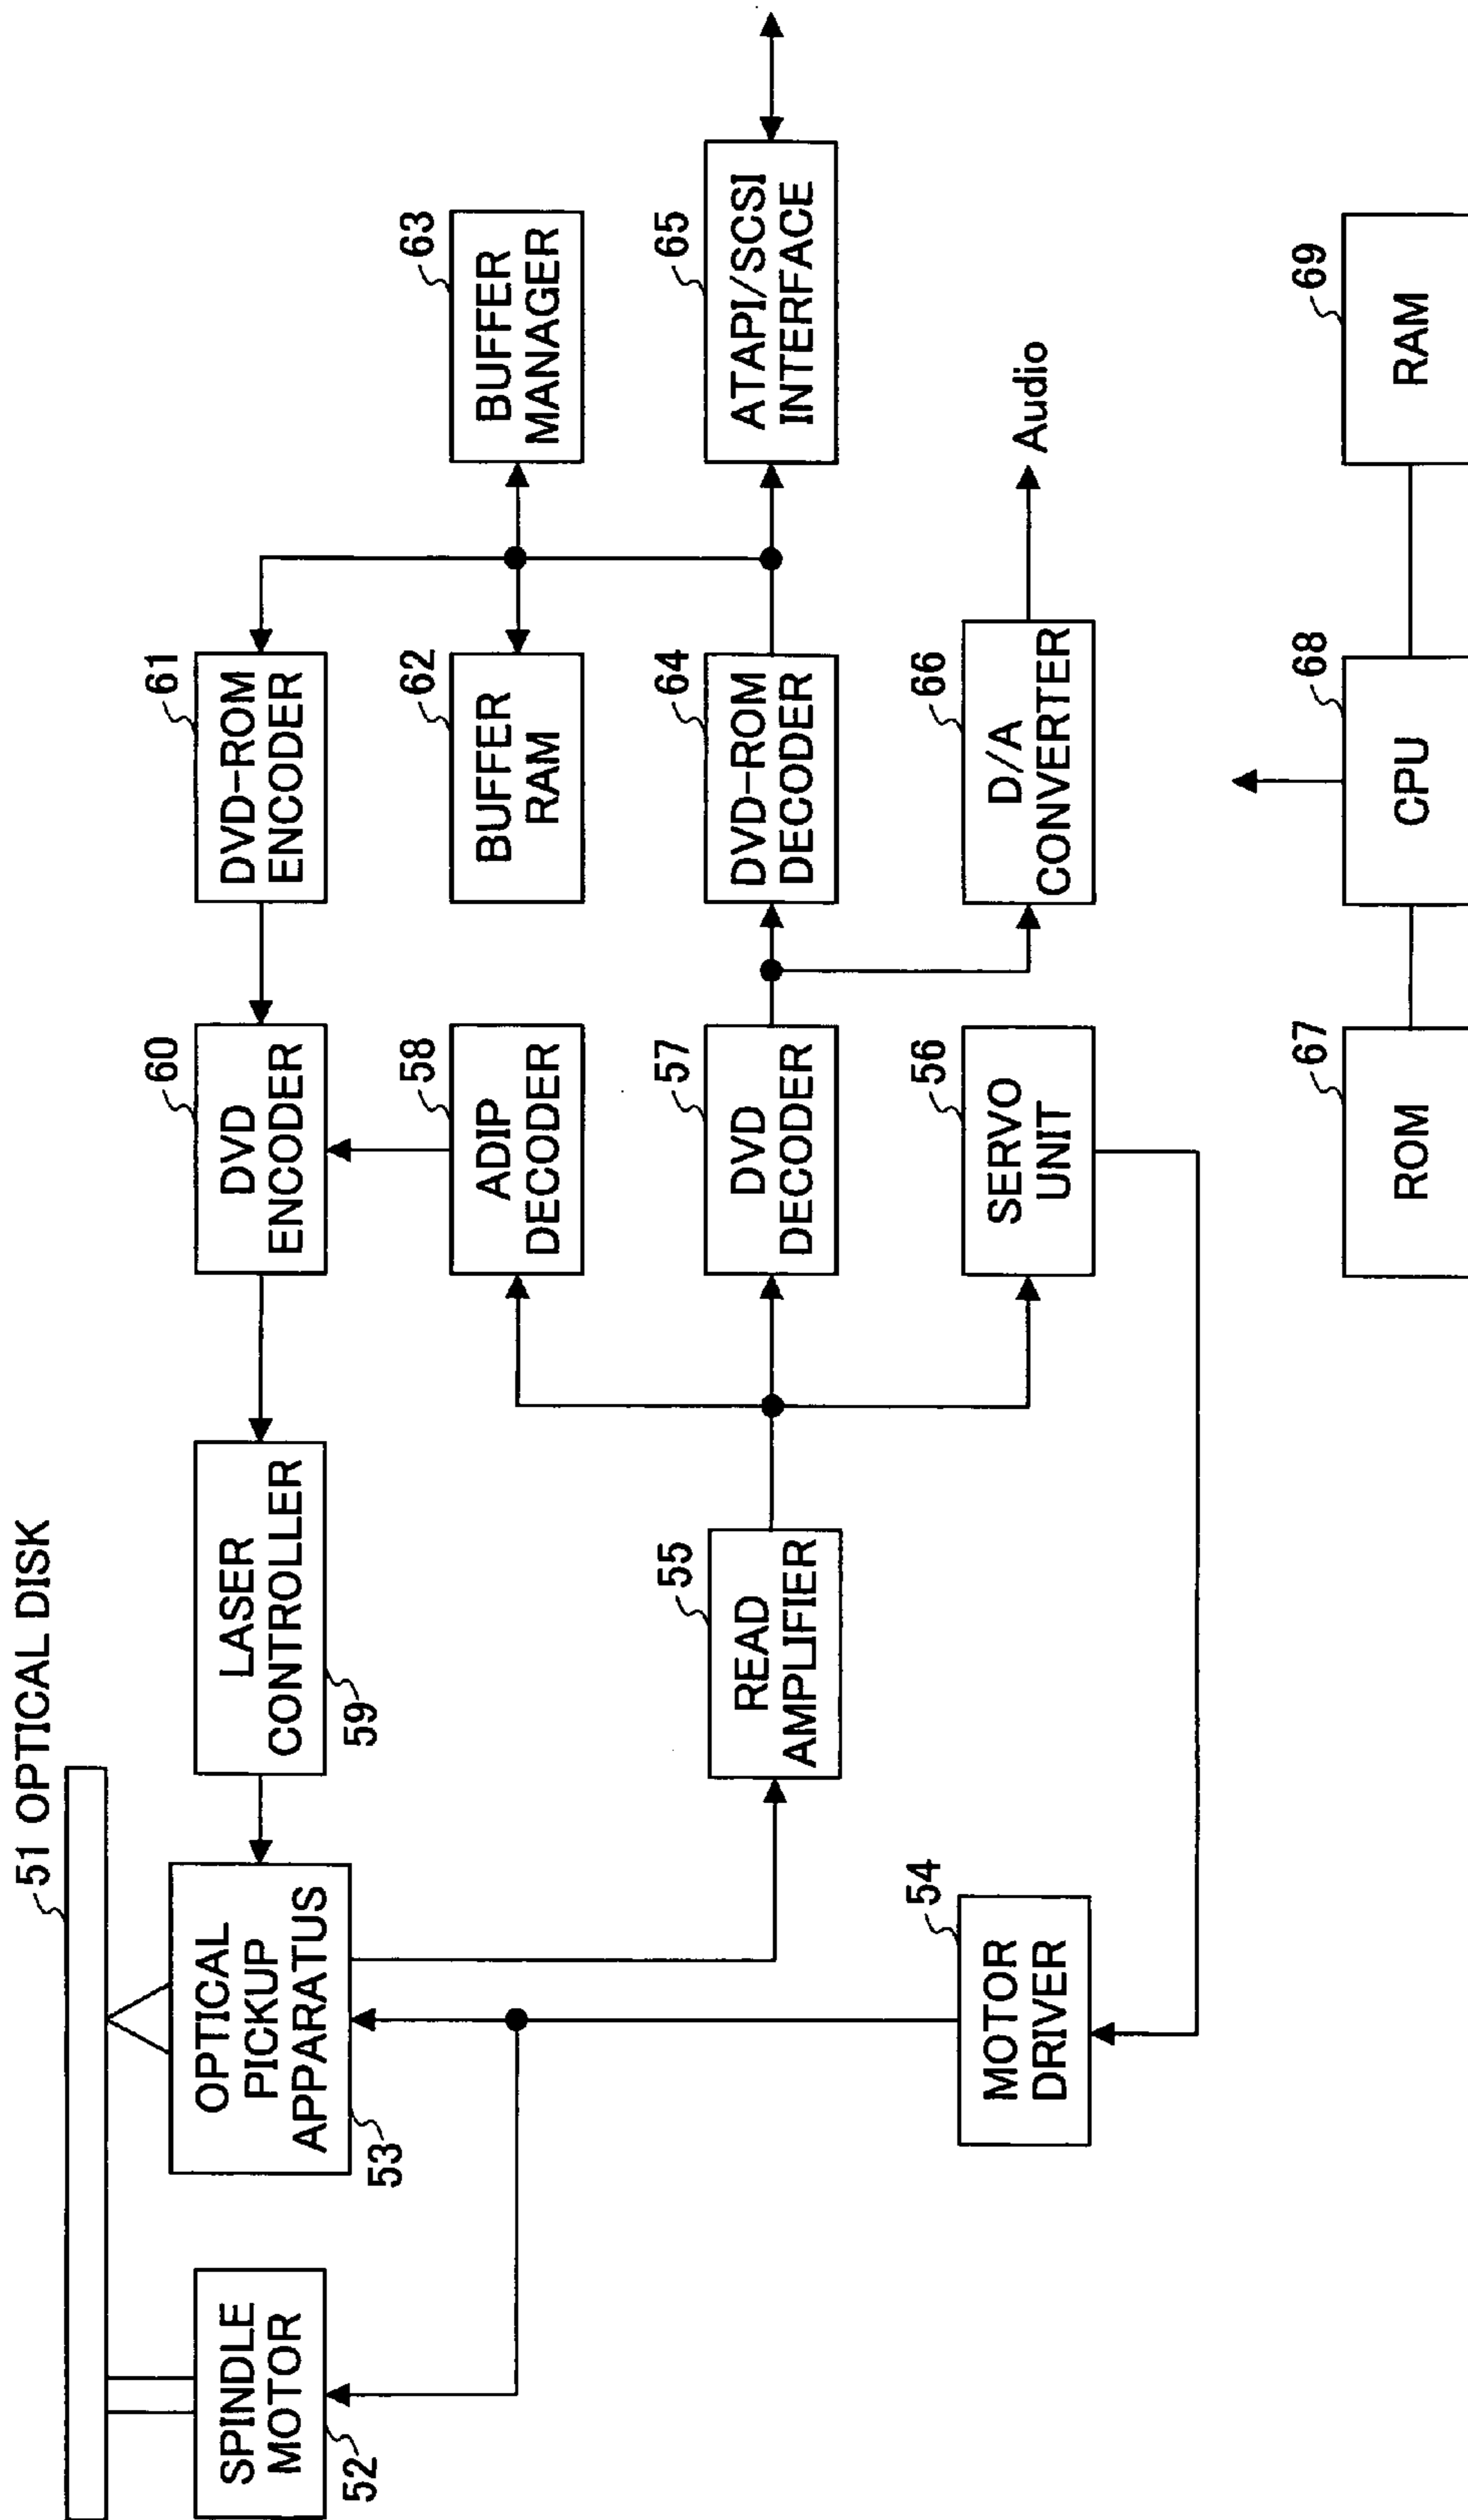 51 OPTICAL DISK
52
SPINDLE
MOTOR
53
OPTICAL
PICKUP
APPARATUS
59
LASER
CONTROLLER
60
DVD
ENCODER
61
DVD-ROM
ENCODER
58
ADIP
DECODER
62
BUFFER
RAM
63
BUFFER
MANAGER
55
READ
AMPLIFIER
57
DVD
DECODER
64
DVD-ROM
DECODER
65
ATAPI/SCSI
INTERFACE
54
MOTOR
DRIVER
56
SERVO
UNIT
66
D/A
CONVERTER
Audio
67
ROM
68
CPU
69
RAM